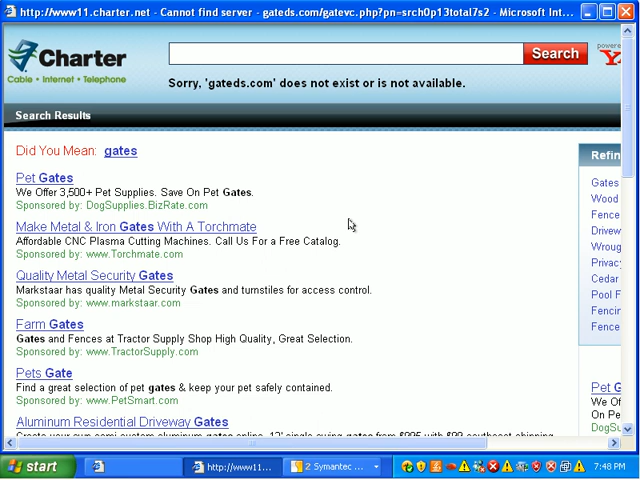 http://www11.charter.net - Cannot find server - gateds.com/gatevc.php?pn=srch0p13total7s2 - Microsoft Int...
Charter
Cable • Internet • Telephone
Search
powere
Y
Sorry, 'gateds.com' does not exist or is not available.
Search Results
Did You Mean: gates
Pet Gates
We Offer 3,500+ Pet Supplies. Save On Pet Gates.
Sponsored by: DogSupplies.BizRate.com
Make Metal & Iron Gates With A Torchmate
Affordable CNC Plasma Cutting Machines. Call Us For a Free Catalog.
Sponsored by: www.Torchmate.com
Quality Metal Security Gates
Markstaar has quality Metal Security Gates and turnstiles for access control.
Sponsored by: www.markstaar.com
Farm Gates
Gates and Fences at Tractor Supply Shop High Quality, Great Selection.
Sponsored by: www.TractorSupply.com
Pets Gate
Find a great selection of pet gates & keep your pet safely contained.
Sponsored by: www.PetSmart.com
Aluminum Residential Driveway Gates
Refin
Gates
Wood
Fence
Drivew
Wroug
Privac
Cedar
Pool F
Fencin
Fence
Pet G
We Of
On Pe
DogSu
start
http://www11...
2 Symantec ...
7:48 PM